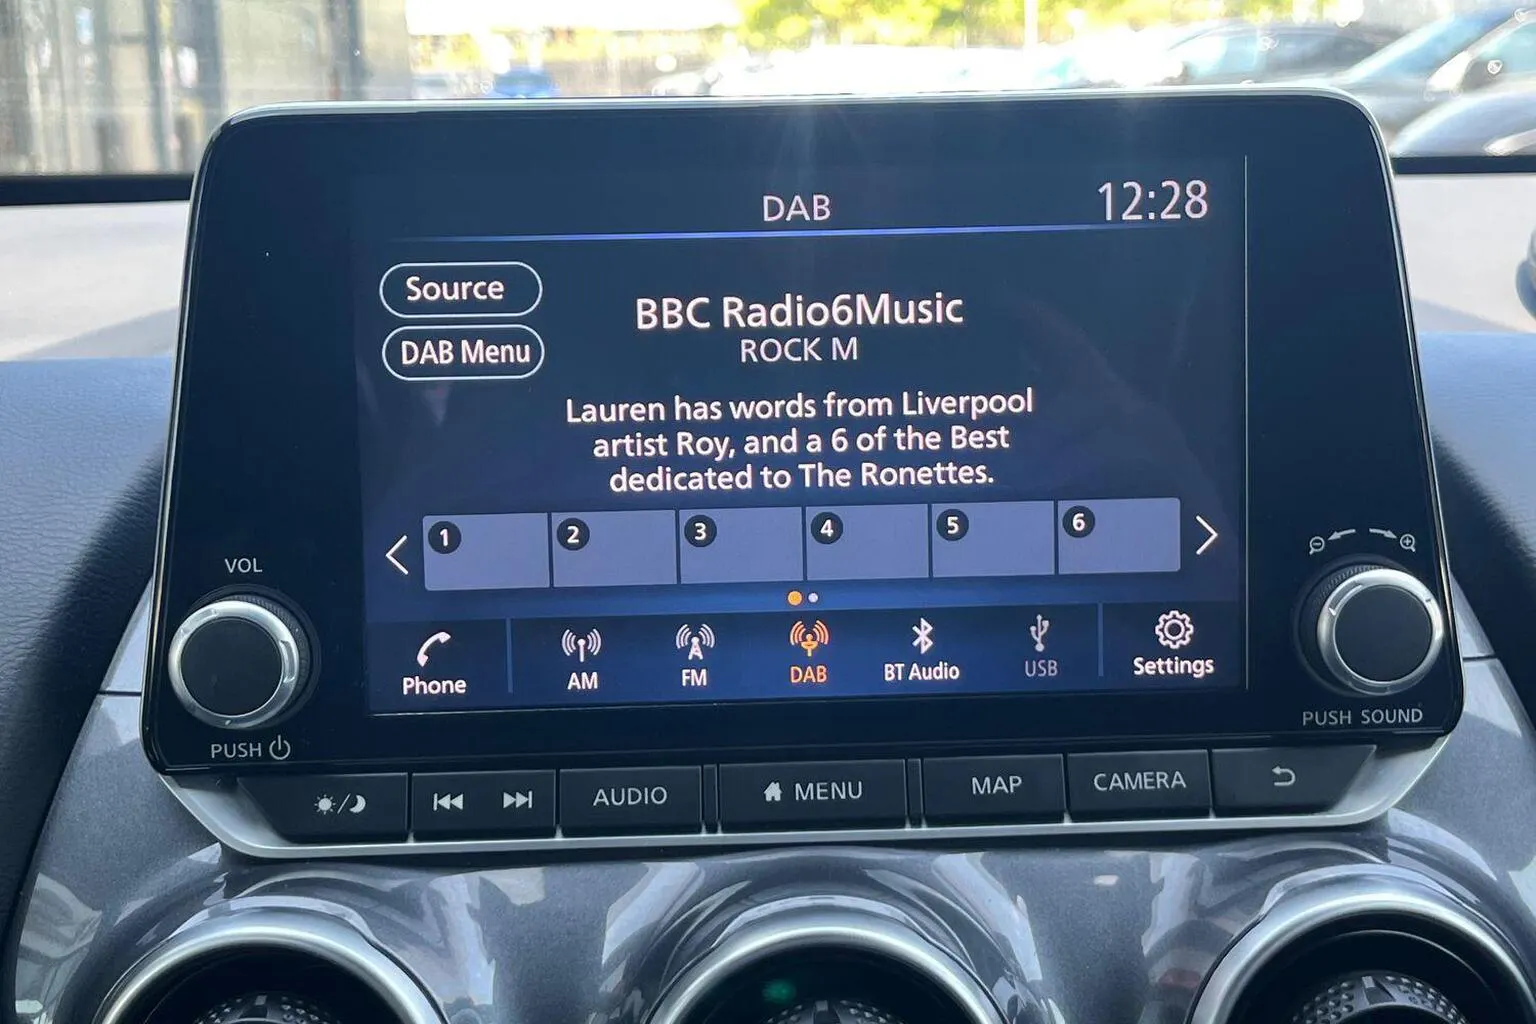 DAB
12:28
Source
DAB Menu
BBC Radio6Music
ROCK M
Lauren has words from Liverpool
artist Roy, and a 6 of the Best
dedicated to The Ronettes.
1 2 3 4 5 6
Phone
AM
FM
DAB
BT Audio
USB
Settings
VOL
PUSH
PUSH SOUND
AUDIO
MENU
MAP
CAMERA